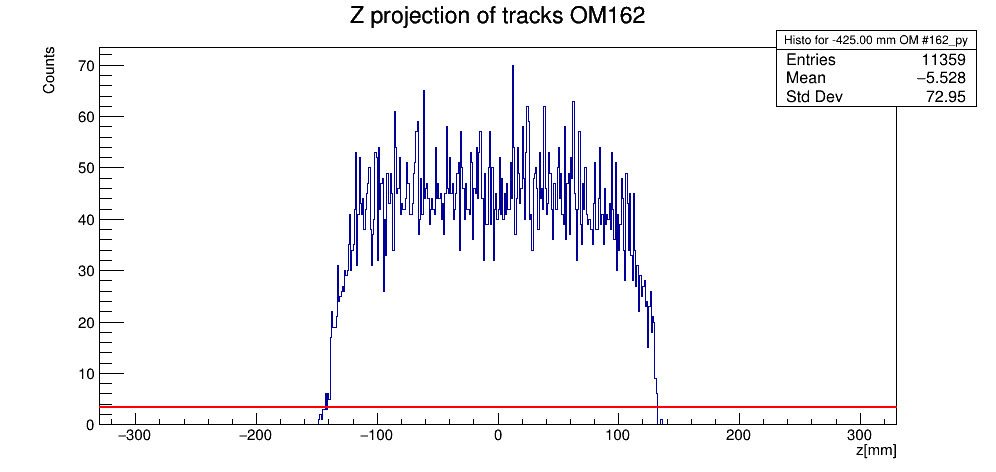 Z projection of tracks OM162
Histo for -425.00 mm OM #162_py
Entries 11359
Mean −5.528
Std Dev 72.95
Counts
70
60
50
40
30
20
10
0
−300 −200 −100 0 100 200 300
z[mm]